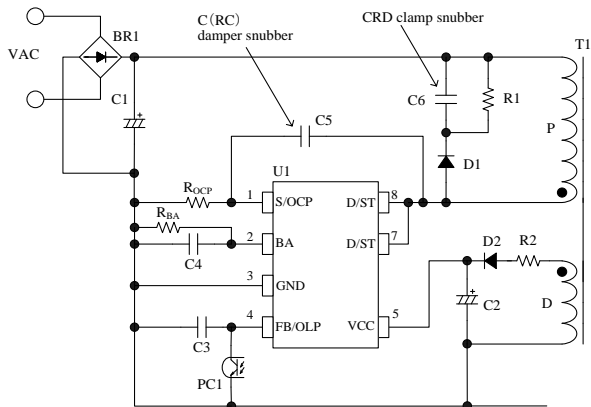 C(RC)
damper snubber
CRD clamp snubber
T1
VAC
BR1
C1
C5
C6
R1
P
D1
U1
ROCP
1
S/OCP
D/ST
8
RBA
2
BA
D/ST
7
C4
D2
R2
3
GND
C2
D
4
FB/OLP
VCC
5
C3
PC1